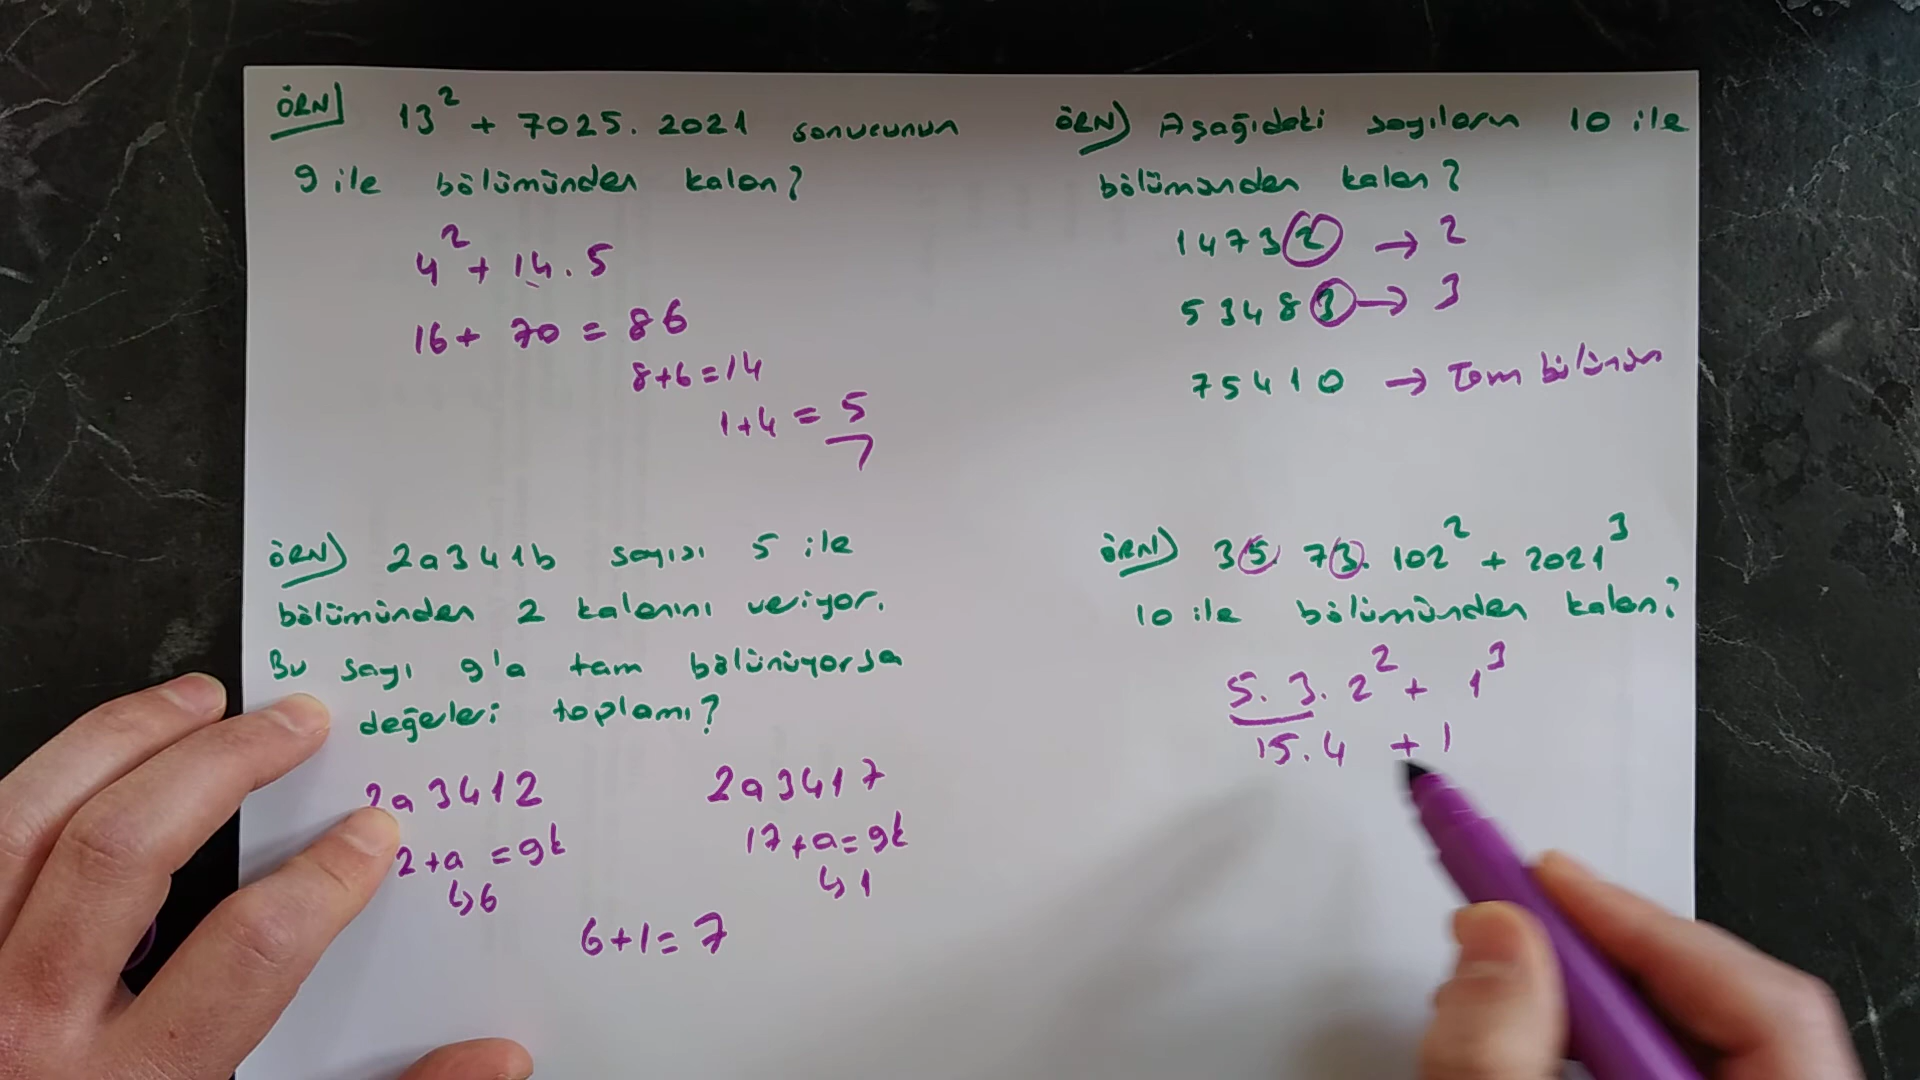 ÖRN) 13² + 7025. 2021 sonucunun
9 ile bölümünden kalan?
4² + 14. 5
16+ 70 = 86
8+6=14
1+4 = 5
ÖRN) 2a341b sayısı 5 ile
bölümünden 2 kalanını veriyor.
Bu sayı 9'a tam bölünüyorsa
değerleri toplamı?
2a3412
2+a = 9k
↳6
2a3417
17+a=9k
↳1
6+1=7
ÖRN) Aşağıdaki sayıların 10 ile
bölümünden kalan?
14732 → 2
53483 → 3
75410 → Tam bölünür
ÖRN) 35. 73. 102² + 2021³
10 ile bölümünden kalan?
5. 3. 2² + 1³
15. 4 + 1